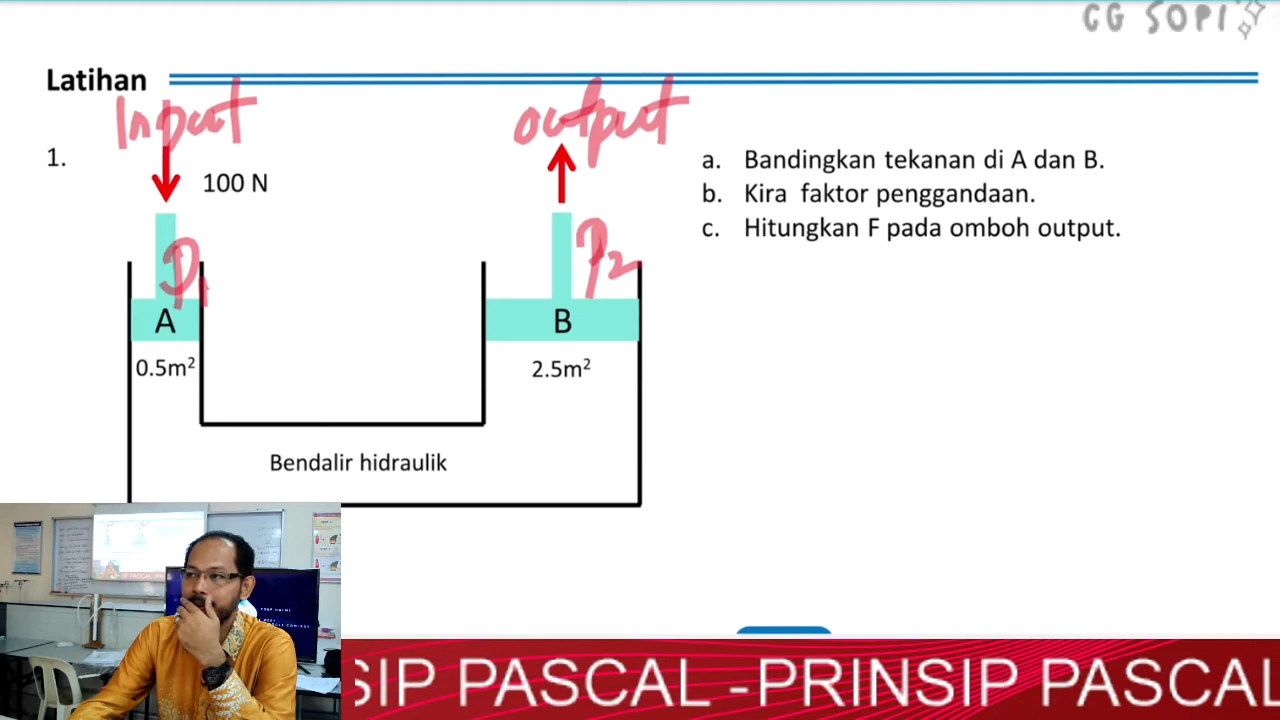 CG SOPI
Latihan
Input
output
1.
100 N
a. Bandingkan tekanan di A dan B.
b. Kira faktor penggandaan.
c. Hitungkan F pada omboh output.
P₁
P₂
A
B
0.5m²
2.5m²
Bendalir hidraulik
SIP PASCAL -PRINSIP PASCAL